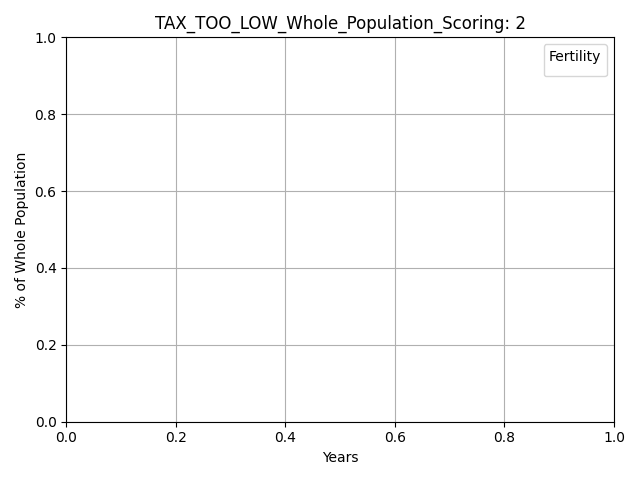 TAX_TOO_LOW_Whole_Population_Scoring: 2
Fertility
% of Whole Population
1.0
0.8
0.6
0.4
0.2
0.0
0.0 0.2 0.4 0.6 0.8 1.0
Years